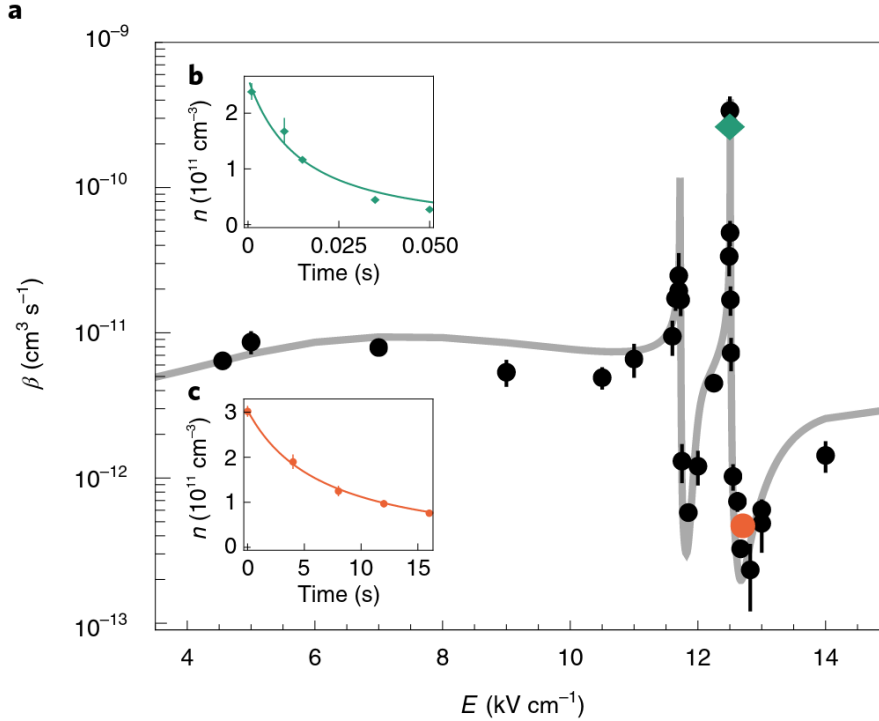 a
10⁻⁹
10⁻¹⁰
10⁻¹¹
10⁻¹²
10⁻¹³
β (cm³ s⁻¹)
4 6 8 10 12 14
E (kV cm⁻¹)
b
n (10¹¹ cm⁻³)
2
1
0
0 0.025 0.050
Time (s)
c
n (10¹¹ cm⁻³)
3
2
1
0
0 5 10 15
Time (s)